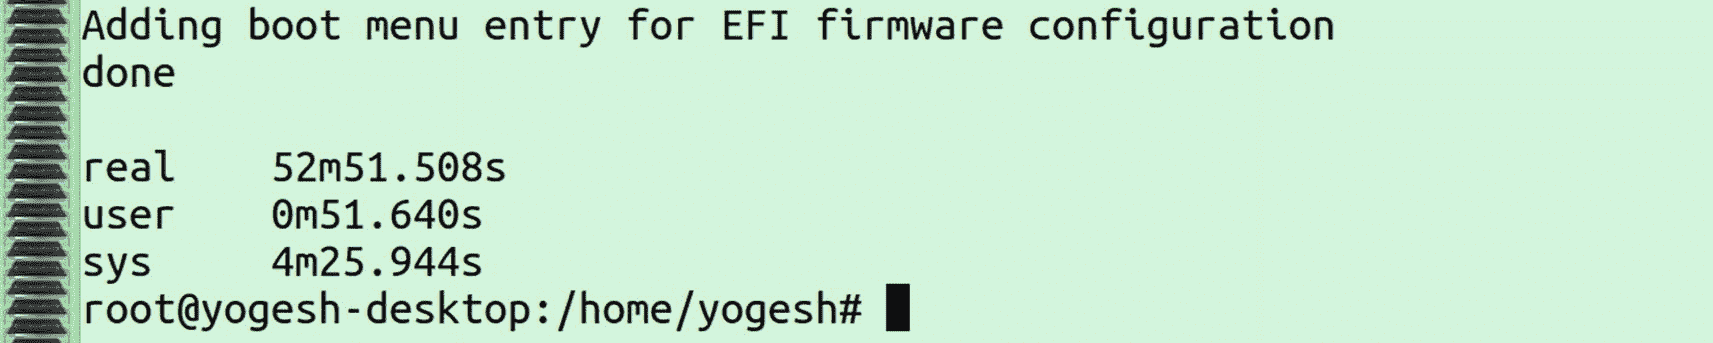 Adding boot menu entry for EFI firmware configuration
done
real    52m51.508s
user    0m51.640s
sys     4m25.944s
root@yogesh-desktop:/home/yogesh#